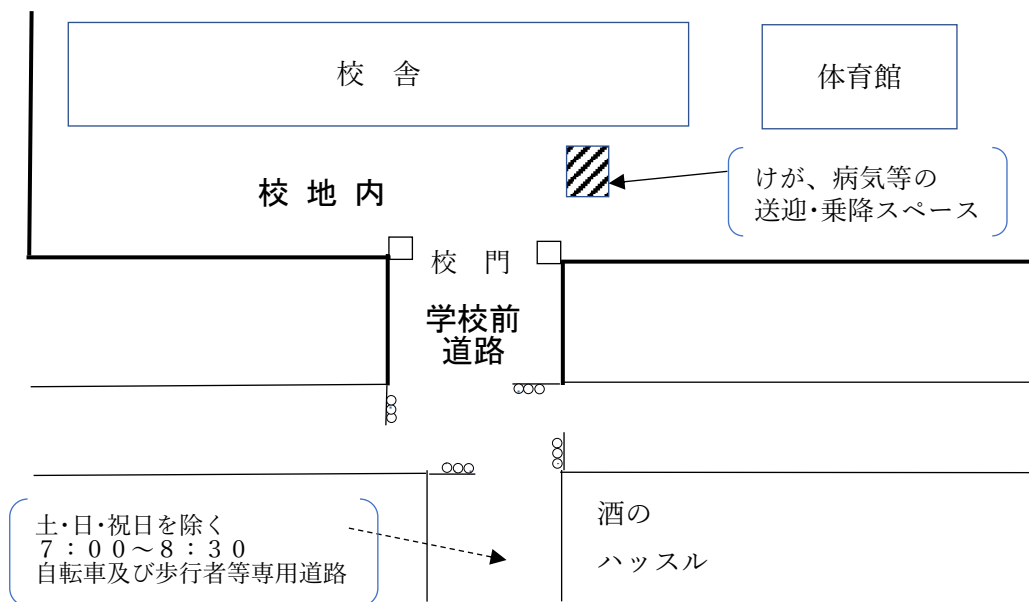 校 舎
体育館
けが、病気等の
送迎･乗降スペース
校 地 内
校 門
学校前
道路
土･日･祝日を除く
７：００～８：３０
自転車及び歩行者等専用道路
酒の
ハッスル